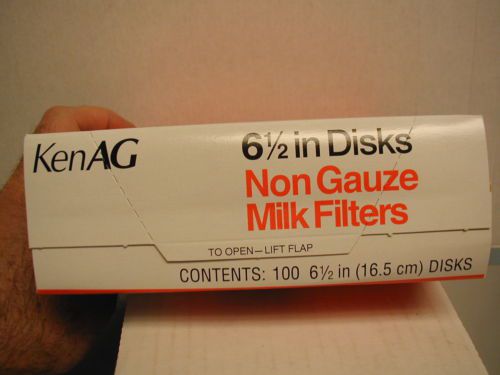 KenAG
6½ in Disks
Non Gauze
Milk Filters
TO OPEN—LIFT FLAP
CONTENTS: 100 6½ in (16.5 cm) DISKS